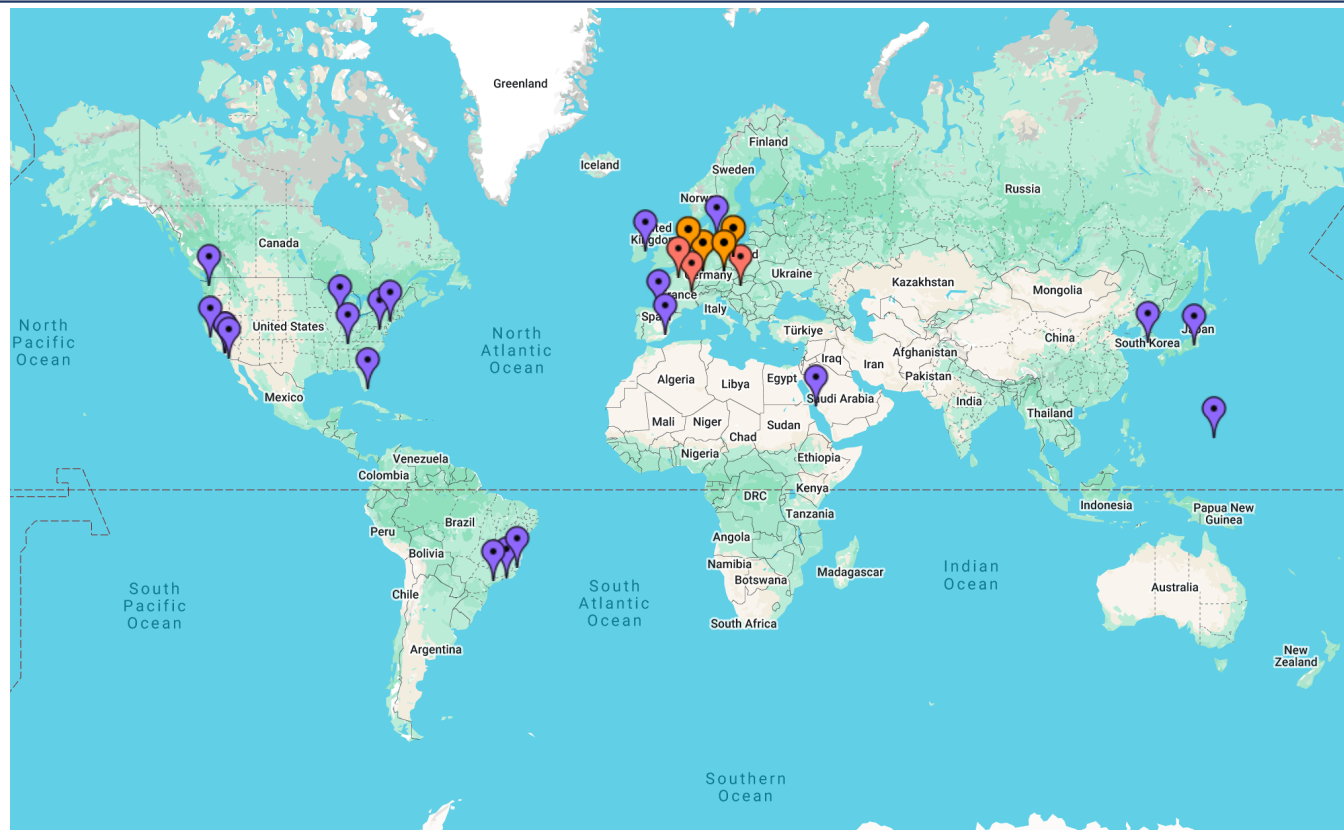 Greenland
Iceland
Finland
Sweden
Norw
Russia
Canada
United
Kingdom
Germany
Ukraine
Kazakhstan
Mongolia
North
Pacific
Ocean
United States
North
Atlantic
Ocean
France
Italy
Spa
Türkiye
China
South Korea
Japan
Iraq
Iran
Afghanistan
Pakistan
Algeria
Libya
Egypt
Saudi Arabia
India
Mexico
Mali
Niger
Chad
Sudan
Thailand
Nigeria
Ethiopia
Venezuela
Colombia
DRC
Kenya
Tanzania
Indonesia
Papua New
Guinea
Brazil
Peru
Bolivia
Angola
Namibia
Botswana
Madagascar
Indian
Ocean
Australia
South
Pacific
Ocean
Chile
South
Atlantic
Ocean
South Africa
Argentina
New
Zealand
Southern
Ocean